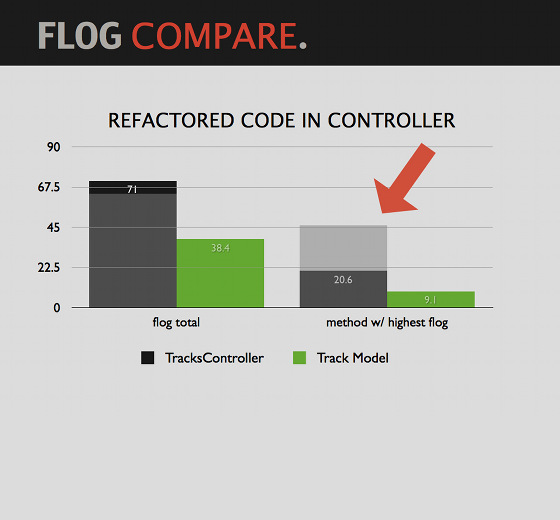 FLOG COMPARE.
REFACTORED CODE IN CONTROLLER
90
67.5
45
22.5
0
71
38.4
20.6
9.1
flog total
method w/ highest flog
TracksController
Track Model